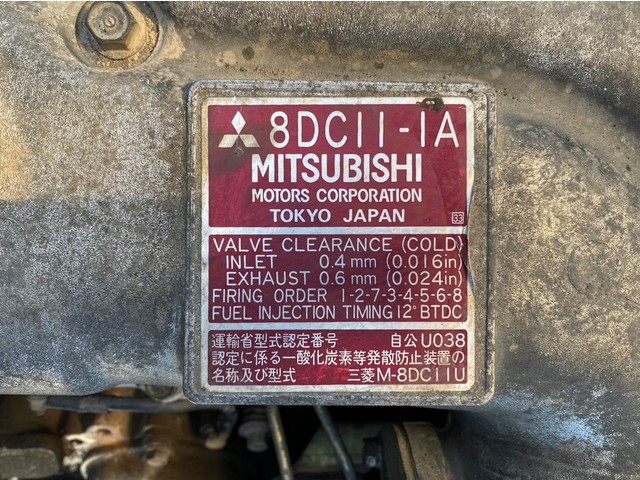 8DC11-1A
MITSUBISHI
MOTORS CORPORATION
TOKYO JAPAN
33
VALVE CLEARANCE (COLD)
INLET 0.4 mm (0.016in)
EXHAUST 0.6 mm (0.024in)
FIRING ORDER 1-2-7-3-4-5-6-8
FUEL INJECTION TIMING 12° BTDC
運輸省型式認定番号 自公U038
認定に係る一酸化炭素等発散防止装置の
名称及び型式 三菱M-8DC11U